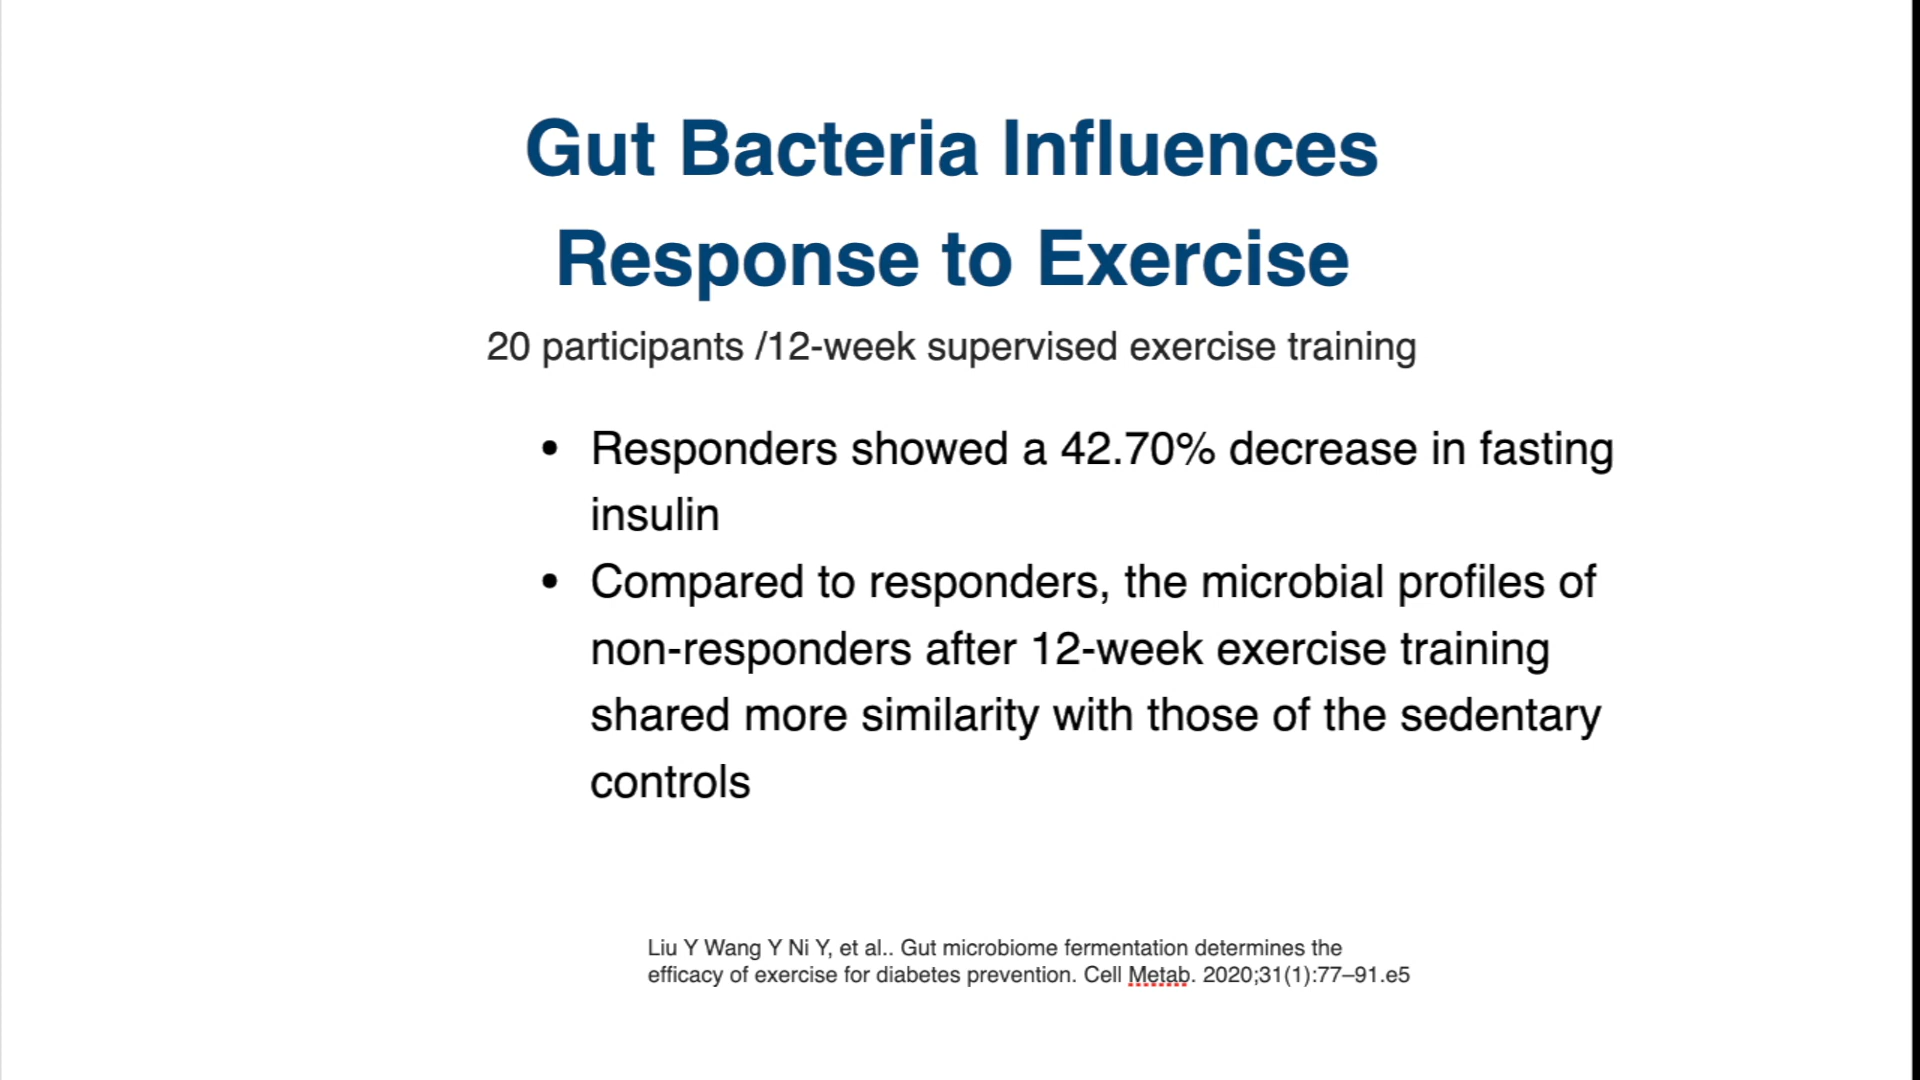 Gut Bacteria Influences
Response to Exercise
20 participants /12-week supervised exercise training
• Responders showed a 42.70% decrease in fasting
insulin
• Compared to responders, the microbial profiles of
non-responders after 12-week exercise training
shared more similarity with those of the sedentary
controls
Liu Y Wang Y Ni Y, et al.. Gut microbiome fermentation determines the
efficacy of exercise for diabetes prevention. Cell Metab. 2020;31(1):77–91.e5